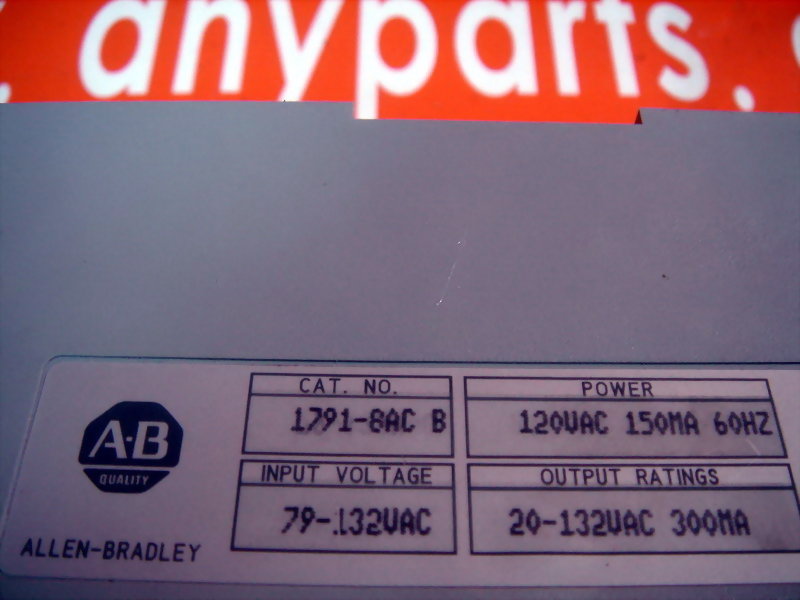 anyparts.
A-B
QUALITY
ALLEN-BRADLEY
CAT. NO.
1791-8AC B
POWER
120VAC 150MA 60HZ
INPUT VOLTAGE
79-132VAC
OUTPUT RATINGS
20-132VAC 300MA